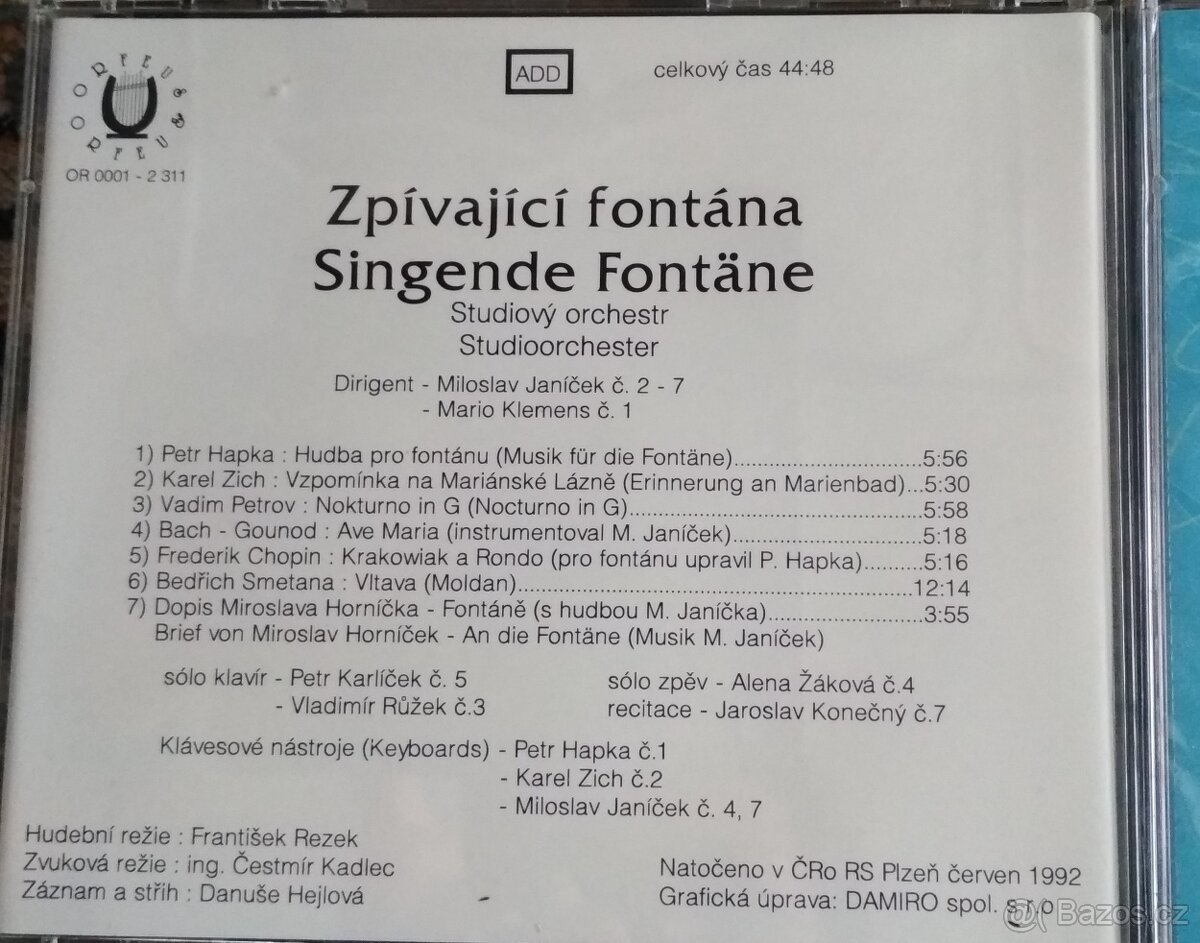 ORFEUS ORFEUS
ADD
celkový čas 44:48
OR 0001 - 2 311
Zpívající fontána
Singende Fontäne
Studiový orchestr
Studioorchester
Dirigent - Miloslav Janíček č. 2 - 7
- Mario Klemens č. 1
1) Petr Hapka : Hudba pro fontánu (Musik für die Fontäne)..............................5:56
2) Karel Zich : Vzpomínka na Mariánské Lázně (Erinnerung an Marienbad)...5:30
3) Vadim Petrov : Nokturno in G (Nocturno in G)...............................................5:58
4) Bach - Gounod : Ave Maria (instrumentoval M. Janíček)..............................5:18
5) Frederik Chopin : Krakowiak a Rondo (pro fontánu upravil P. Hapka)..........5:16
6) Bedřich Smetana : Vltava (Moldan)...............................................................12:14
7) Dopis Miroslava Horníčka - Fontáně (s hudbou M. Janíčka).........................3:55
Brief von Miroslav Horníček - An die Fontäne (Musik M. Janíček)
sólo klavír - Petr Karlíček č. 5
- Vladimír Růžek č.3
sólo zpěv - Alena Žáková č.4
recitace - Jaroslav Konečný č.7
Klávesové nástroje (Keyboards) - Petr Hapka č.1
- Karel Zich č.2
- Miloslav Janíček č. 4, 7
Hudební režie : František Rezek
Zvuková režie : ing. Čestmír Kadlec
Záznam a střih : Danuše Hejlová
Natočeno v ČRo RS Plzeň červen 1992
Grafická úprava: DAMIRO spol. s r.o
Bazos.cz